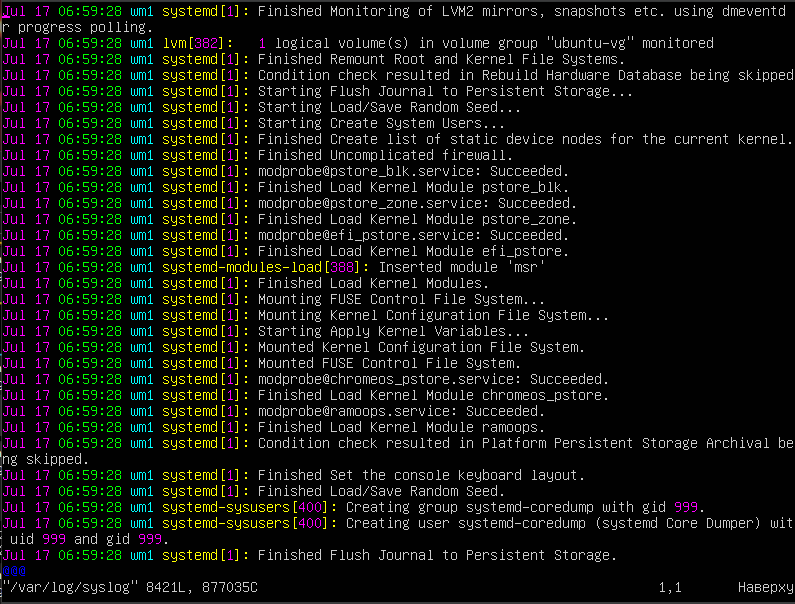 Jul 17 06:59:28 wm1 systemd[1]: Finished Monitoring of LVM2 mirrors, snapshots etc. using dmeventd
r progress polling.
Jul 17 06:59:28 wm1 lvm[382]:   1 logical volume(s) in volume group "ubuntu-vg" monitored
Jul 17 06:59:28 wm1 systemd[1]: Finished Remount Root and Kernel File Systems.
Jul 17 06:59:28 wm1 systemd[1]: Condition check resulted in Rebuild Hardware Database being skipped
Jul 17 06:59:28 wm1 systemd[1]: Starting Flush Journal to Persistent Storage...
Jul 17 06:59:28 wm1 systemd[1]: Starting Load/Save Random Seed...
Jul 17 06:59:28 wm1 systemd[1]: Starting Create System Users...
Jul 17 06:59:28 wm1 systemd[1]: Finished Create list of static device nodes for the current kernel.
Jul 17 06:59:28 wm1 systemd[1]: Finished Uncomplicated firewall.
Jul 17 06:59:28 wm1 systemd[1]: modprobe@pstore_blk.service: Succeeded.
Jul 17 06:59:28 wm1 systemd[1]: Finished Load Kernel Module pstore_blk.
Jul 17 06:59:28 wm1 systemd[1]: modprobe@pstore_zone.service: Succeeded.
Jul 17 06:59:28 wm1 systemd[1]: Finished Load Kernel Module pstore_zone.
Jul 17 06:59:28 wm1 systemd[1]: modprobe@efi_pstore.service: Succeeded.
Jul 17 06:59:28 wm1 systemd[1]: Finished Load Kernel Module efi_pstore.
Jul 17 06:59:28 wm1 systemd-modules-load[388]: Inserted module 'msr'
Jul 17 06:59:28 wm1 systemd[1]: Finished Load Kernel Modules.
Jul 17 06:59:28 wm1 systemd[1]: Mounting FUSE Control File System...
Jul 17 06:59:28 wm1 systemd[1]: Mounting Kernel Configuration File System...
Jul 17 06:59:28 wm1 systemd[1]: Starting Apply Kernel Variables...
Jul 17 06:59:28 wm1 systemd[1]: Mounted Kernel Configuration File System.
Jul 17 06:59:28 wm1 systemd[1]: Mounted FUSE Control File System.
Jul 17 06:59:28 wm1 systemd[1]: modprobe@chromeos_pstore.service: Succeeded.
Jul 17 06:59:28 wm1 systemd[1]: Finished Load Kernel Module chromeos_pstore.
Jul 17 06:59:28 wm1 systemd[1]: modprobe@ramoops.service: Succeeded.
Jul 17 06:59:28 wm1 systemd[1]: Finished Load Kernel Module ramoops.
Jul 17 06:59:28 wm1 systemd[1]: Condition check resulted in Platform Persistent Storage Archival be
ng skipped.
Jul 17 06:59:28 wm1 systemd[1]: Finished Set the console keyboard layout.
Jul 17 06:59:28 wm1 systemd[1]: Finished Load/Save Random Seed.
Jul 17 06:59:28 wm1 systemd-sysusers[400]: Creating group systemd-coredump with gid 999.
Jul 17 06:59:28 wm1 systemd-sysusers[400]: Creating user systemd-coredump (systemd Core Dumper) wit
 uid 999 and gid 999.
Jul 17 06:59:28 wm1 systemd[1]: Finished Flush Journal to Persistent Storage.
@@@
"/var/log/syslog" 8421L, 877035C 1,1 Наверху